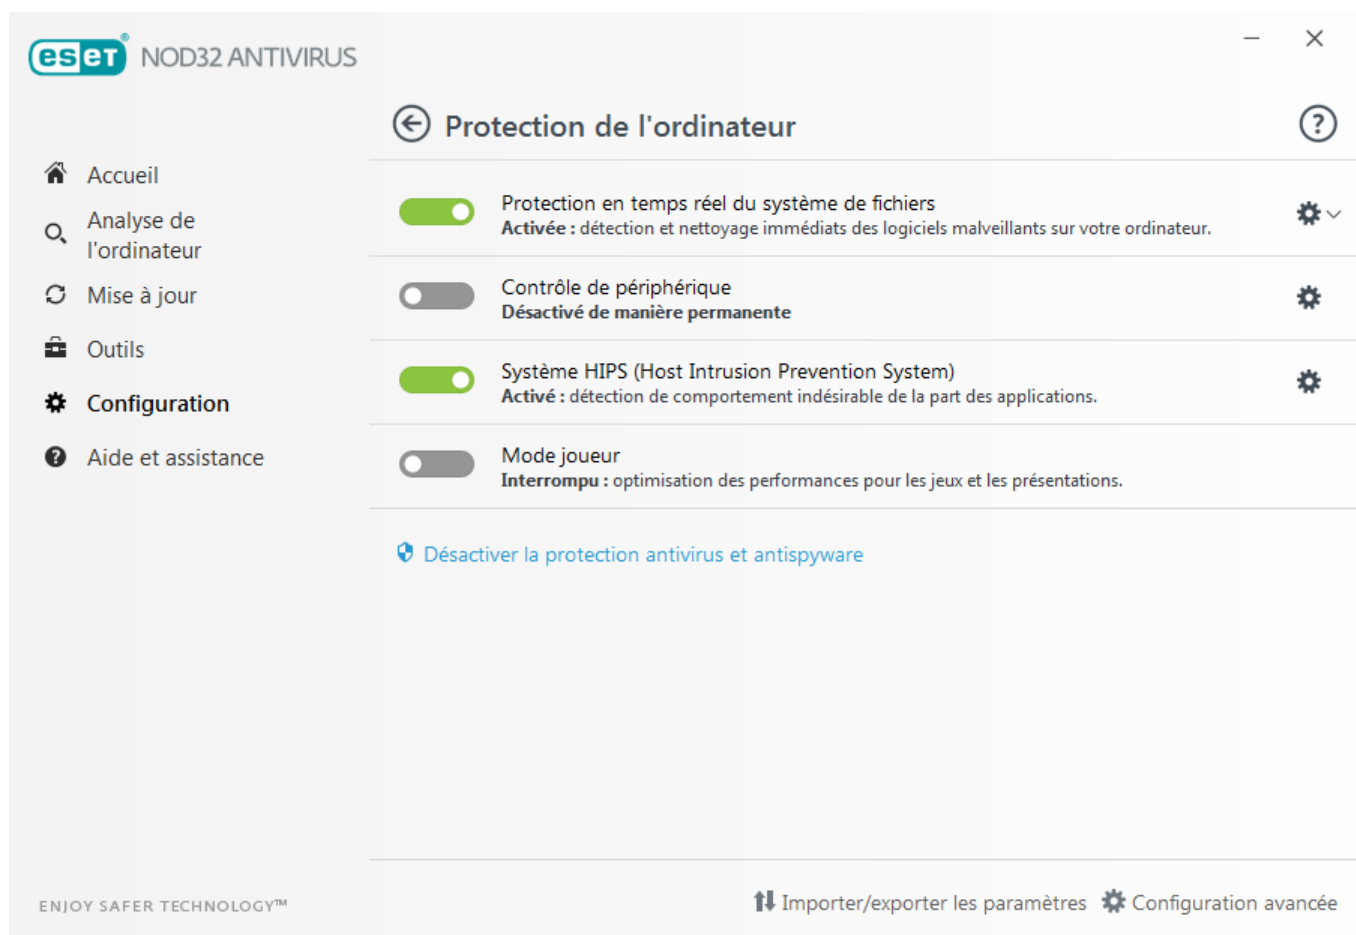 eset® NOD32 ANTIVIRUS
Protection de l'ordinateur
Accueil
Analyse de
l'ordinateur
Mise à jour
Outils
Configuration
Aide et assistance
Protection en temps réel du système de fichiers
Activée : détection et nettoyage immédiats des logiciels malveillants sur votre ordinateur.
Contrôle de périphérique
Désactivé de manière permanente
Système HIPS (Host Intrusion Prevention System)
Activé : détection de comportement indésirable de la part des applications.
Mode joueur
Interrompu : optimisation des performances pour les jeux et les présentations.
Désactiver la protection antivirus et antispyware
ENJOY SAFER TECHNOLOGY™
Importer/exporter les paramètres Configuration avancée